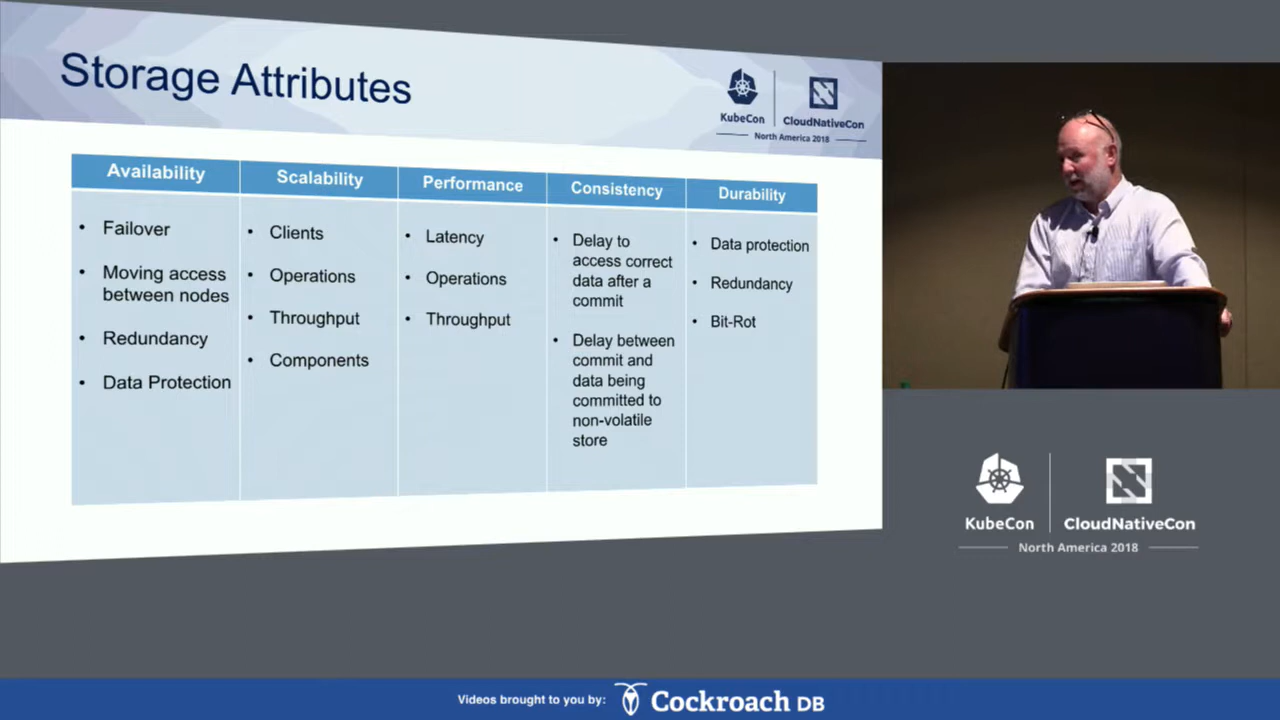 Storage Attributes
KubeCon
CloudNativeCon
North America 2018
Availability
Scalability
Performance
Consistency
Durability
• Failover
• Moving access
between nodes
• Redundancy
• Data Protection
• Clients
• Operations
• Throughput
• Components
• Latency
• Operations
• Throughput
• Delay to
access correct
data after a
commit
• Delay between
commit and
data being
committed to
non-volatile
store
• Data protection
• Redundancy
• Bit-Rot
KubeCon
CloudNativeCon
North America 2018
Videos brought to you by:
Cockroach DB